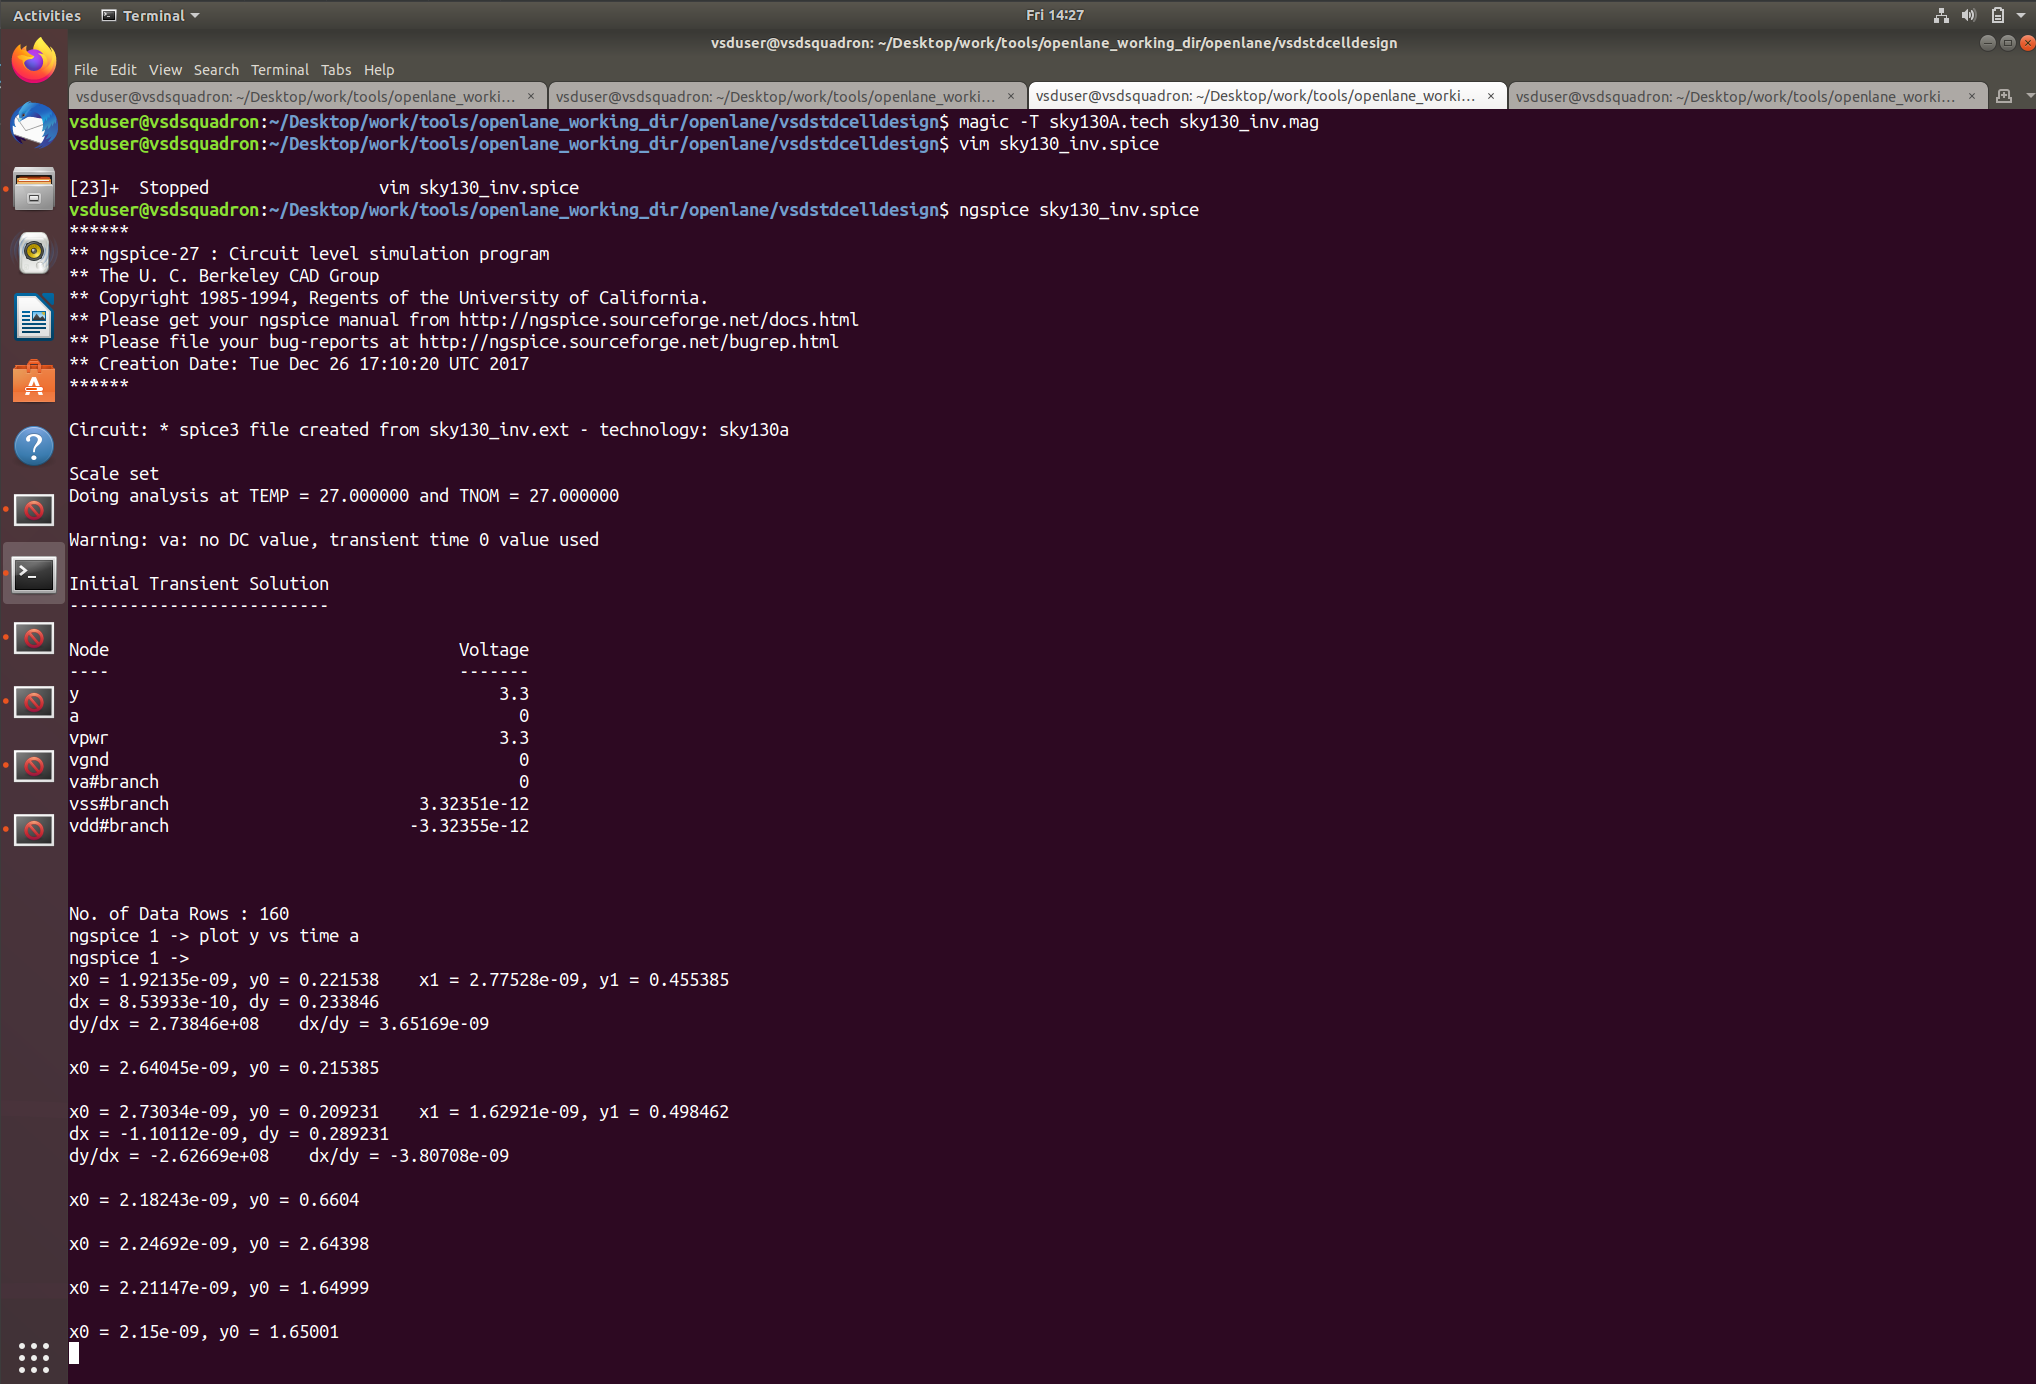 Activities Terminal Fri 14:27
vsduser@vsdsquadron: ~/Desktop/work/tools/openlane_working_dir/openlane/vsdstdcelldesign
File Edit View Search Terminal Tabs Help
vsduser@vsdsquadron: ~/Desktop/work/tools/openlane_worki... × vsduser@vsdsquadron: ~/Desktop/work/tools/openlane_worki... × vsduser@vsdsquadron: ~/Desktop/work/tools/openlane_worki... × vsduser@vsdsquadron: ~/Desktop/work/tools/openlane_worki... ×
vsduser@vsdsquadron:~/Desktop/work/tools/openlane_working_dir/openlane/vsdstdcelldesign$ magic -T sky130A.tech sky130_inv.mag
vsduser@vsdsquadron:~/Desktop/work/tools/openlane_working_dir/openlane/vsdstdcelldesign$ vim sky130_inv.spice
[23]+  Stopped                 vim sky130_inv.spice
vsduser@vsdsquadron:~/Desktop/work/tools/openlane_working_dir/openlane/vsdstdcelldesign$ ngspice sky130_inv.spice
******
** ngspice-27 : Circuit level simulation program
** The U. C. Berkeley CAD Group
** Copyright 1985-1994, Regents of the University of California.
** Please get your ngspice manual from http://ngspice.sourceforge.net/docs.html
** Please file your bug-reports at http://ngspice.sourceforge.net/bugrep.html
** Creation Date: Tue Dec 26 17:10:20 UTC 2017
******
Circuit: * spice3 file created from sky130_inv.ext - technology: sky130a
Scale set
Doing analysis at TEMP = 27.000000 and TNOM = 27.000000
Warning: va: no DC value, transient time 0 value used
Initial Transient Solution
--------------------------
Node                                   Voltage
----                                   -------
y                                          3.3
a                                            0
vpwr                                       3.3
vgnd                                         0
va#branch                                    0
vss#branch                         3.32351e-12
vdd#branch                        -3.32355e-12
No. of Data Rows : 160
ngspice 1 -> plot y vs time a
ngspice 1 ->
x0 = 1.92135e-09, y0 = 0.221538    x1 = 2.77528e-09, y1 = 0.455385
dx = 8.53933e-10, dy = 0.233846
dy/dx = 2.73846e+08    dx/dy = 3.65169e-09
x0 = 2.64045e-09, y0 = 0.215385
x0 = 2.73034e-09, y0 = 0.209231    x1 = 1.62921e-09, y1 = 0.498462
dx = -1.10112e-09, dy = 0.289231
dy/dx = -2.62669e+08    dx/dy = -3.80708e-09
x0 = 2.18243e-09, y0 = 0.6604
x0 = 2.24692e-09, y0 = 2.64398
x0 = 2.21147e-09, y0 = 1.64999
x0 = 2.15e-09, y0 = 1.65001